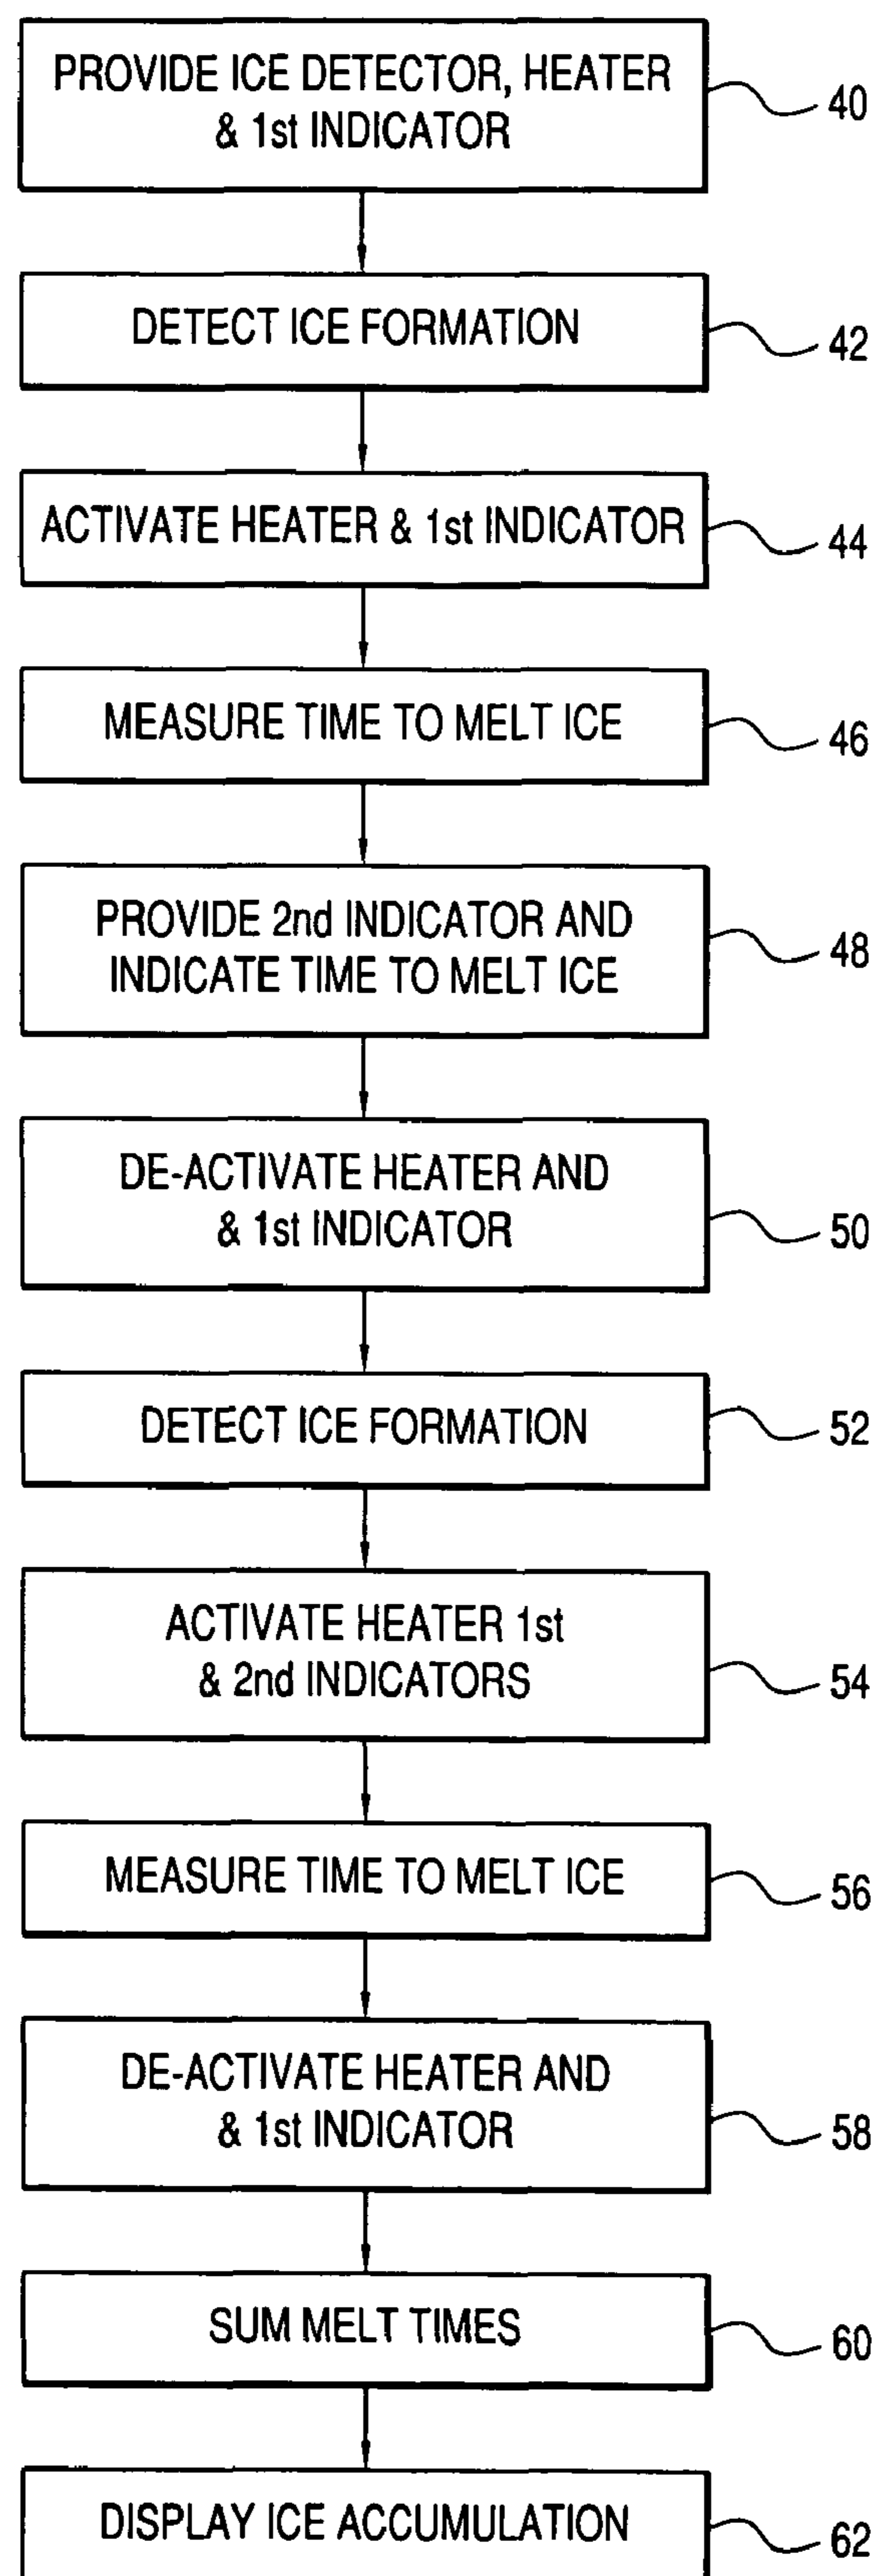 PROVIDE ICE DETECTOR, HEATER
& 1st INDICATOR
40
DETECT ICE FORMATION
42
ACTIVATE HEATER & 1st INDICATOR
44
MEASURE TIME TO MELT ICE
46
PROVIDE 2nd INDICATOR AND
INDICATE TIME TO MELT ICE
48
DE-ACTIVATE HEATER AND
& 1st INDICATOR
50
DETECT ICE FORMATION
52
ACTIVATE HEATER 1st
& 2nd INDICATORS
54
MEASURE TIME TO MELT ICE
56
DE-ACTIVATE HEATER AND
& 1st INDICATOR
58
SUM MELT TIMES
60
DISPLAY ICE ACCUMULATION
62